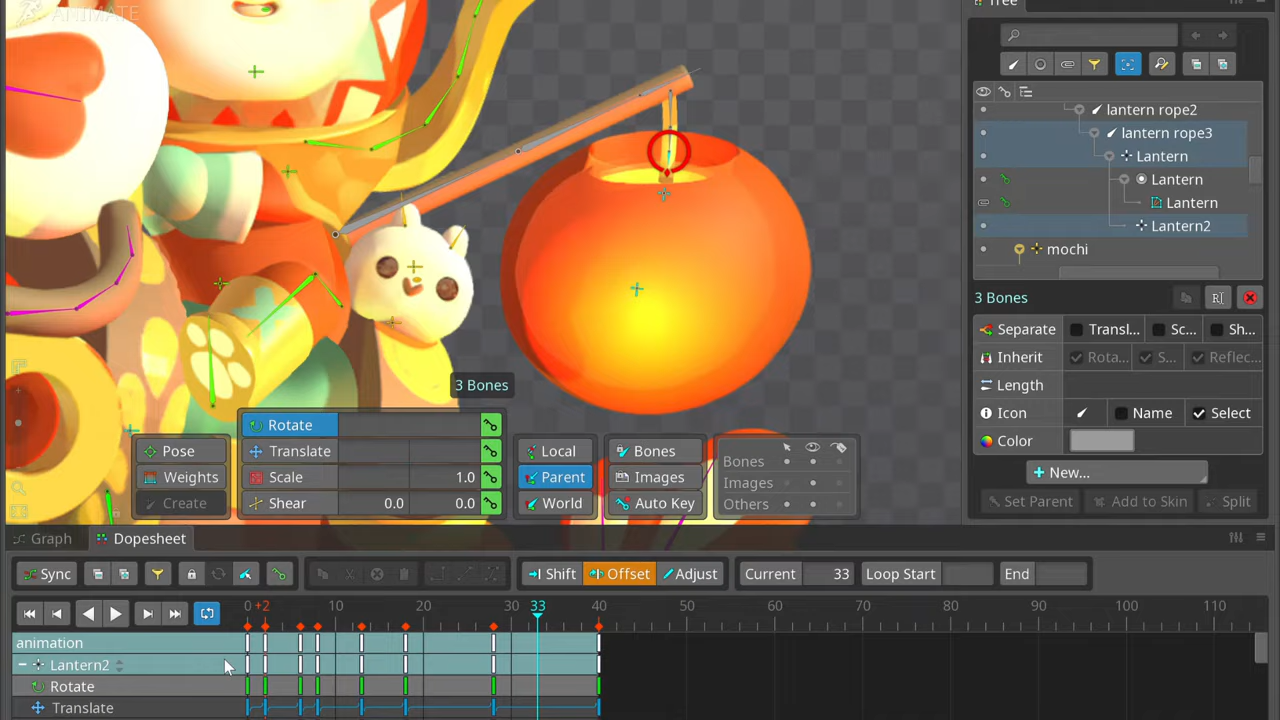 ANIMATE
Tree
lantern rope2
lantern rope3
Lantern
Lantern
Lantern
Lantern2
mochi
3 Bones
Separate Transl... Sc... Sh...
Inherit Rota... S... Reflec...
Length
Icon Name Select
Color
New...
Set Parent Add to Skin Split
3 Bones
Pose
Weights
Create
Rotate
Translate
Scale 1.0
Shear 0.0 0.0
Local
Parent
World
Bones
Images
Auto Key
Bones
Images
Others
Graph Dopesheet
Sync Shift Offset Adjust Current 33 Loop Start End
0 +2 10 20 30 33 40 50 60 70 80 90 100 110
animation
Lantern2
Rotate
Translate